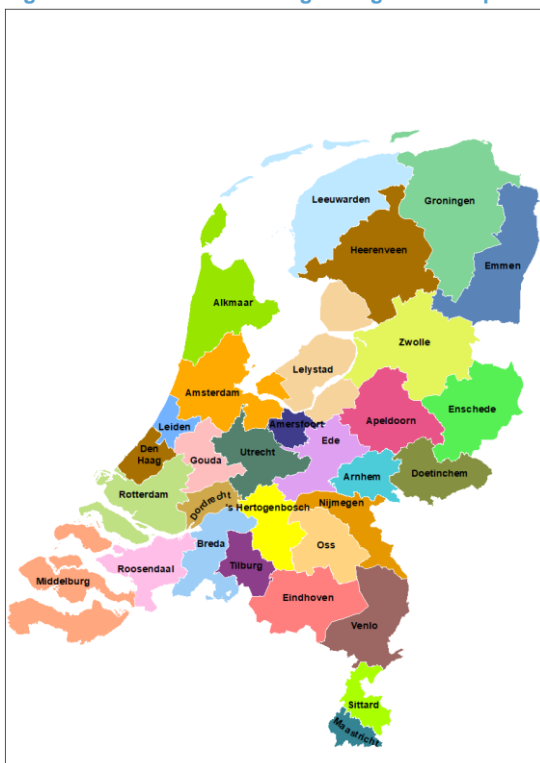 Leeuwarden
Groningen
Heerenveen
Emmen
Alkmaar
Zwolle
Lelystad
Amsterdam
Enschede
Apeldoorn
Amersfoort
Leiden
Ede
Den
Haag
Utrecht
Gouda
Arnhem
Doetinchem
Rotterdam
Dordrecht
Nijmegen
's Hertogenbosch
Breda
Oss
Roosendaal
Tilburg
Middelburg
Eindhoven
Venlo
Sittard
Maastricht